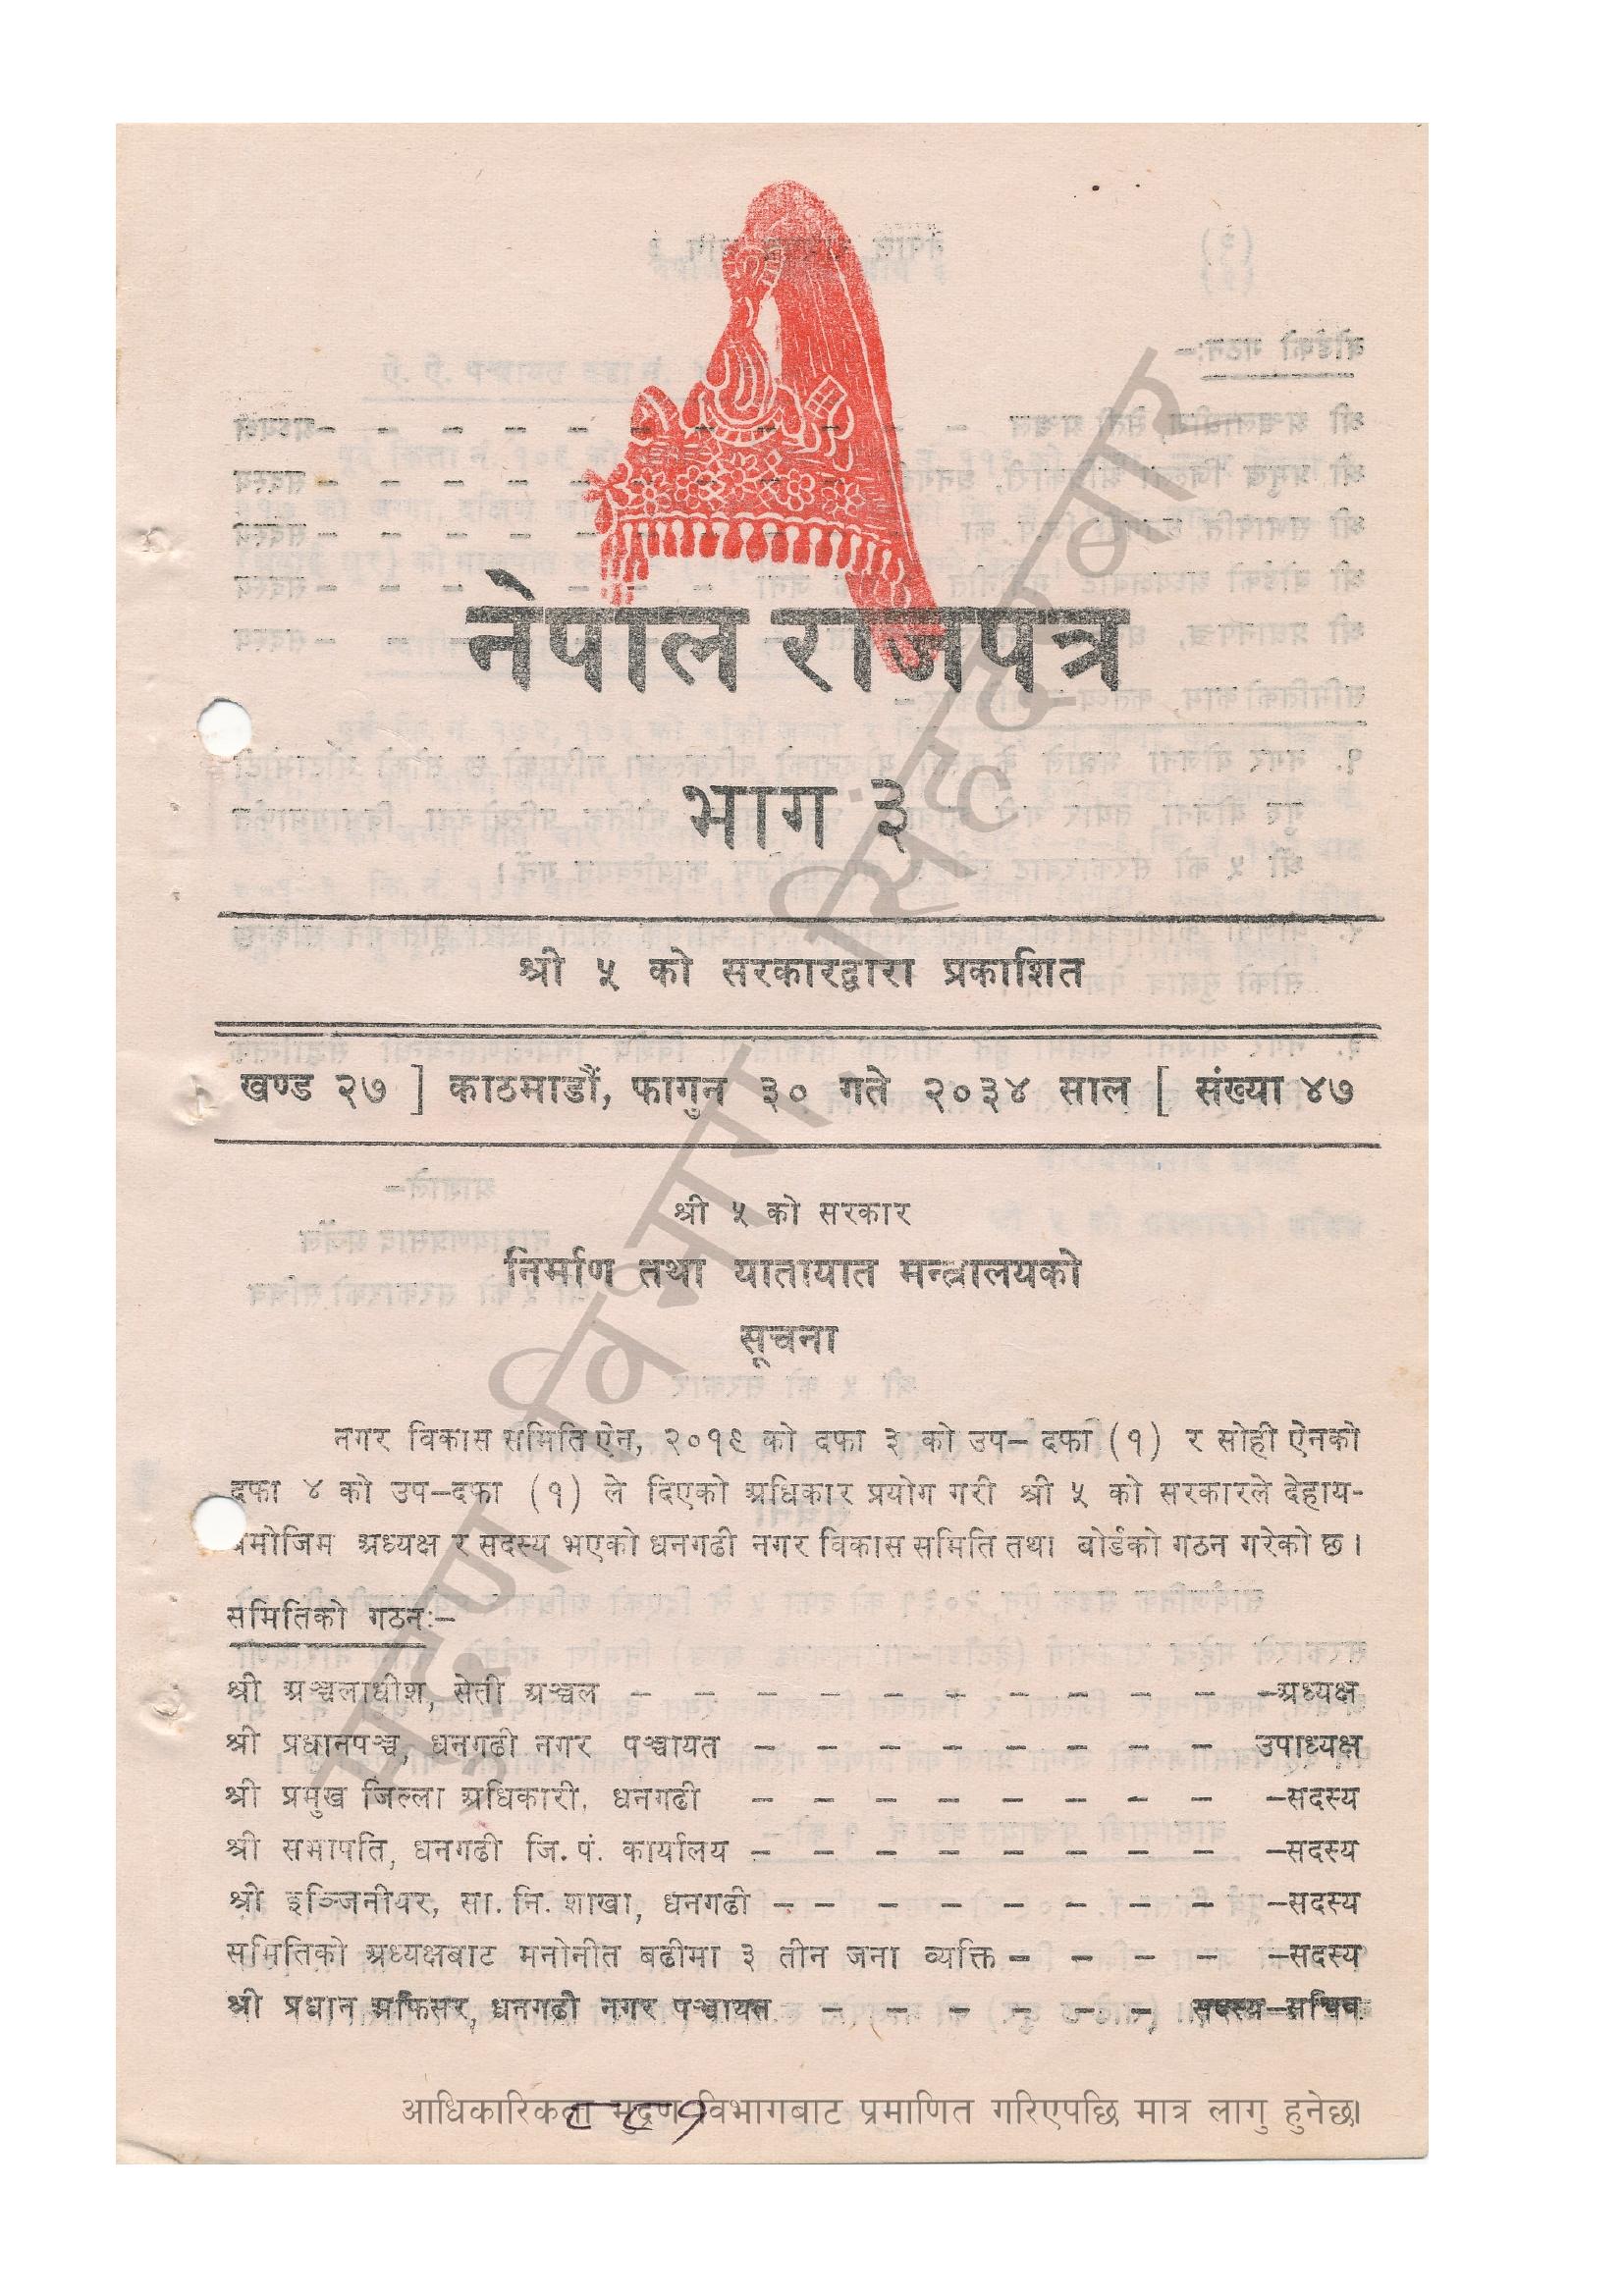 नेपाल राजपत्र
भाग ३
श्री ५ को सरकारद्वारा प्रकाशित
खण्ड २७ ] काठमाडौं, फागुन ३० गते २०३४ साल [ संख्या ४७
श्री ५ को सरकार
निर्माण तथा यातायात मन्त्रालयको
सूचना
नगर विकास समिति ऐन, २०१९ को दफा ३ को उप-दफा (१) र सोही ऐनको
दफा ४ को उप-दफा (१) ले दिएको अधिकार प्रयोग गरी श्री ५ को सरकारले देहाय-
बमोजिम अध्यक्ष र सदस्य भएको धनगढी नगर विकास समिति तथा बोर्डको गठन गरेको छ ।
समितिको गठनः-
श्री अञ्चलाधीश, सेती अञ्चल - - - - - - - - - - -अध्यक्ष
श्री प्रधानपञ्च, धनगढी नगर पञ्चायत - - - - - - - - उपाध्यक्ष
श्री प्रमुख जिल्ला अधिकारी, धनगढी - - - - - - - - -सदस्य
श्री सभापति, धनगढी जि. पं. कार्यालय - - - - - - - - -सदस्य
श्री इञ्जिनीयर, सा. नि. शाखा, धनगढी - - - - - - - - -सदस्य
समितिको अध्यक्षबाट मनोनीत बढीमा ३ तीन जना व्यक्ति - - - - -सदस्य
श्री प्रधान अफिसर, धनगढी नगर पञ्चायत - - - - - - सदस्य-सचिव
आधिकारिकता मुद्रण विभागबाट प्रमाणित गरिएपछि मात्र लागु हुनेछ।
मुद्रण विभाग, सिंहदरबार